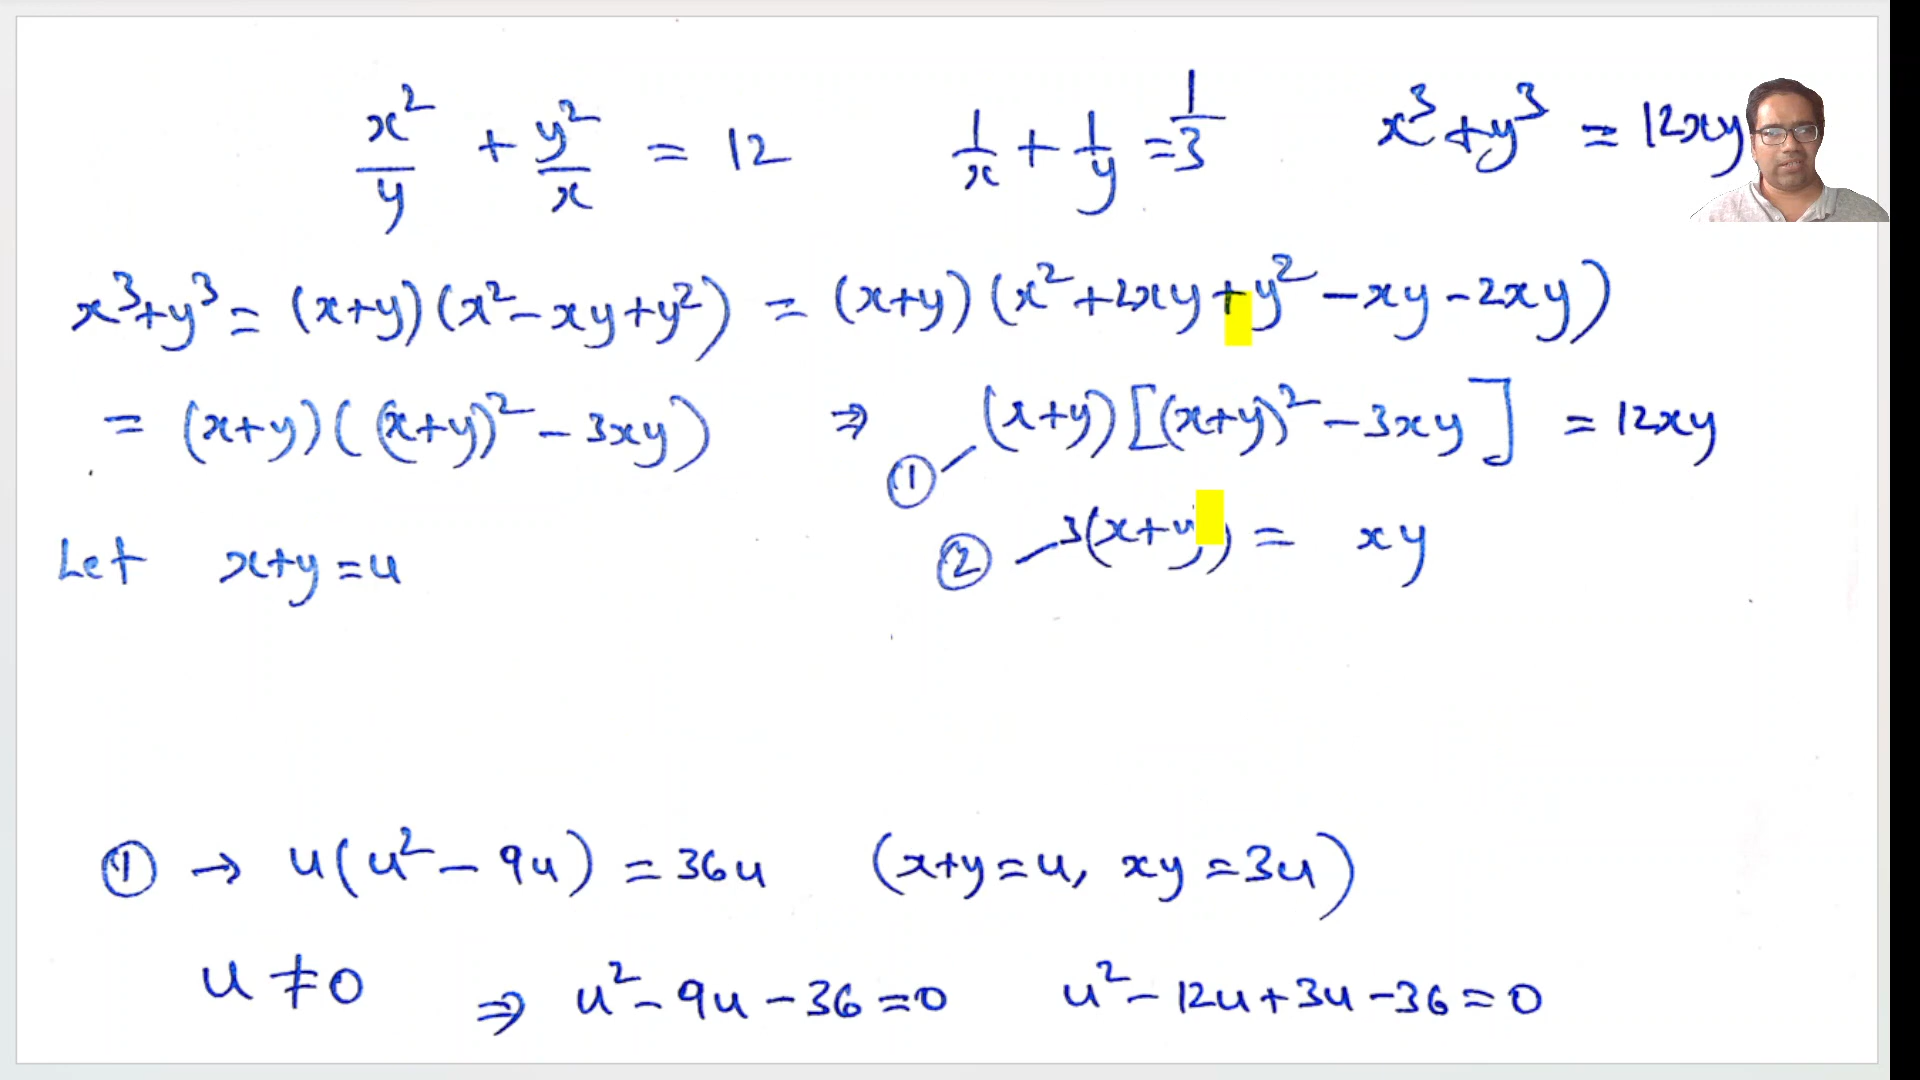 x²/y + y²/x = 12    1/x + 1/y = 1/3    x³+y³ = 12xy
x³+y³ = (x+y)(x²-xy+y²) = (x+y)(x²+2xy+y²-xy-2xy)
= (x+y)((x+y)²-3xy) ⇒ (x+y)[(x+y)²-3xy] = 12xy
①
Let x+y=u    ② 3(x+y) = xy
① → u(u²-9u) = 36u    (x+y=u, xy=3u)
u≠0 ⇒ u²-9u-36=0    u²-12u+3u-36=0